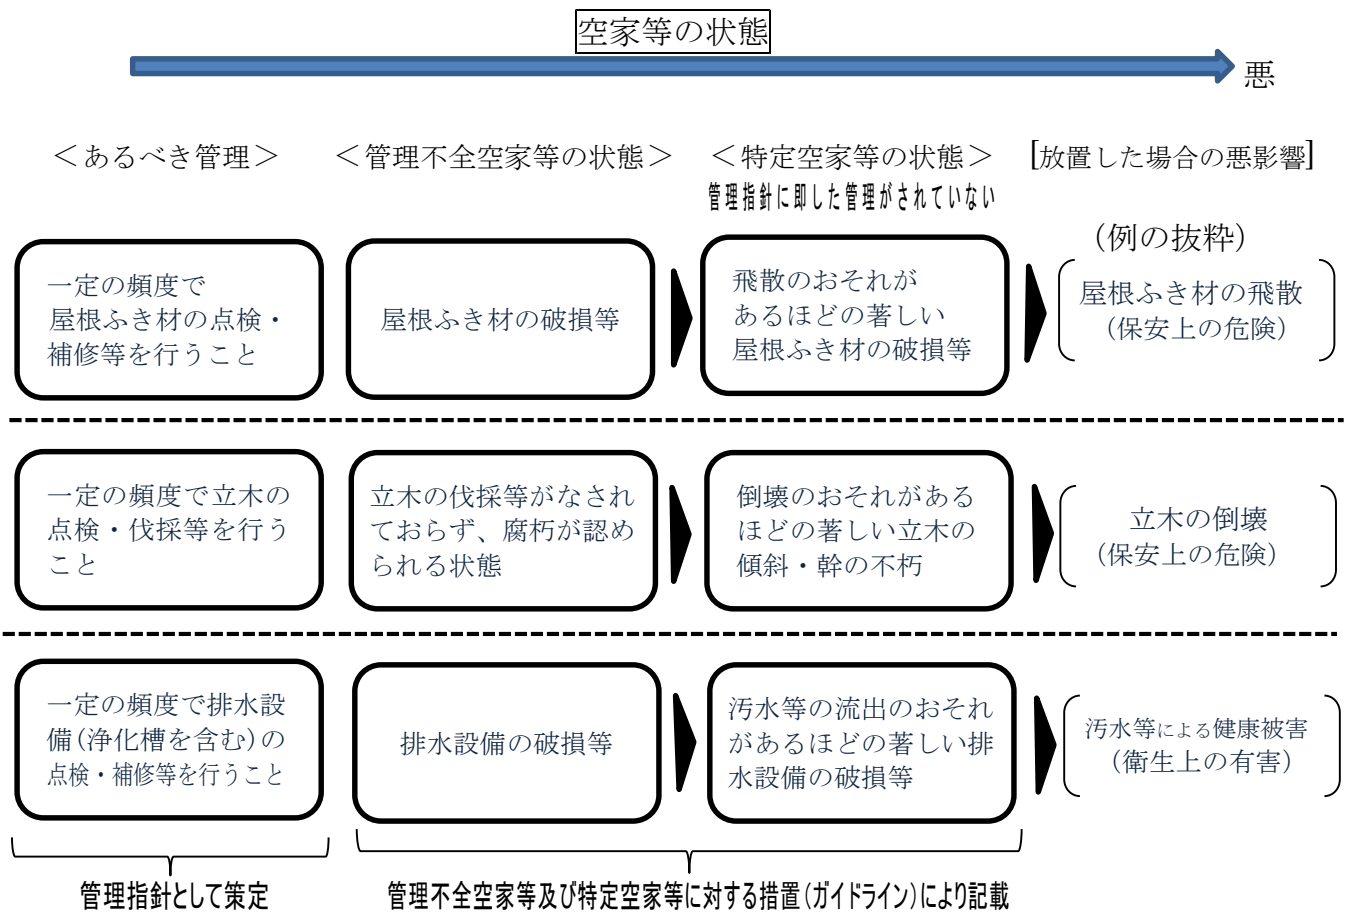 空家等の状態
悪
＜あるべき管理＞
＜管理不全空家等の状態＞
＜特定空家等の状態＞
管理指針に即した管理がされていない
[放置した場合の悪影響]
（例の抜粋）
一定の頻度で
屋根ふき材の点検・
補修等を行うこと
屋根ふき材の破損等
飛散のおそれが
あるほどの著しい
屋根ふき材の破損等
屋根ふき材の飛散
（保安上の危険）
一定の頻度で立木の
点検・伐採等を行う
こと
立木の伐採等がなされ
ておらず、腐朽が認め
られる状態
倒壊のおそれがある
ほどの著しい立木の
傾斜・幹の不朽
立木の倒壊
（保安上の危険）
一定の頻度で排水設
備(浄化槽を含む)の
点検・補修等を行うこと
排水設備の破損等
汚水等の流出のおそれ
があるほどの著しい排
水設備の破損等
汚水等による健康被害
（衛生上の有害）
管理指針として策定
管理不全空家等及び特定空家等に対する措置(ガイドライン)により記載